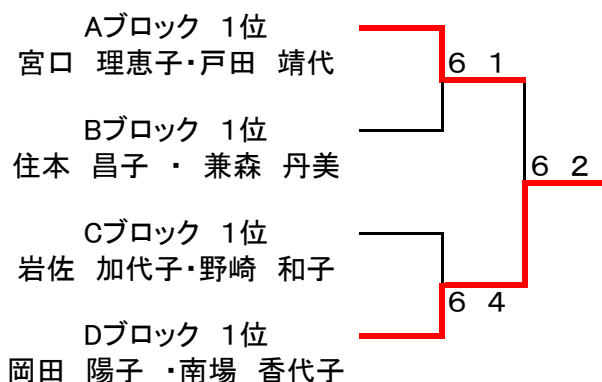 Aブロック 1位
宮口 理恵子・戸田 靖代
6 1
Bブロック 1位
住本 昌子 ・ 兼森 丹美
6 2
Cブロック 1位
岩佐 加代子・野崎 和子
6 4
Dブロック 1位
岡田 陽子 ・南場 香代子